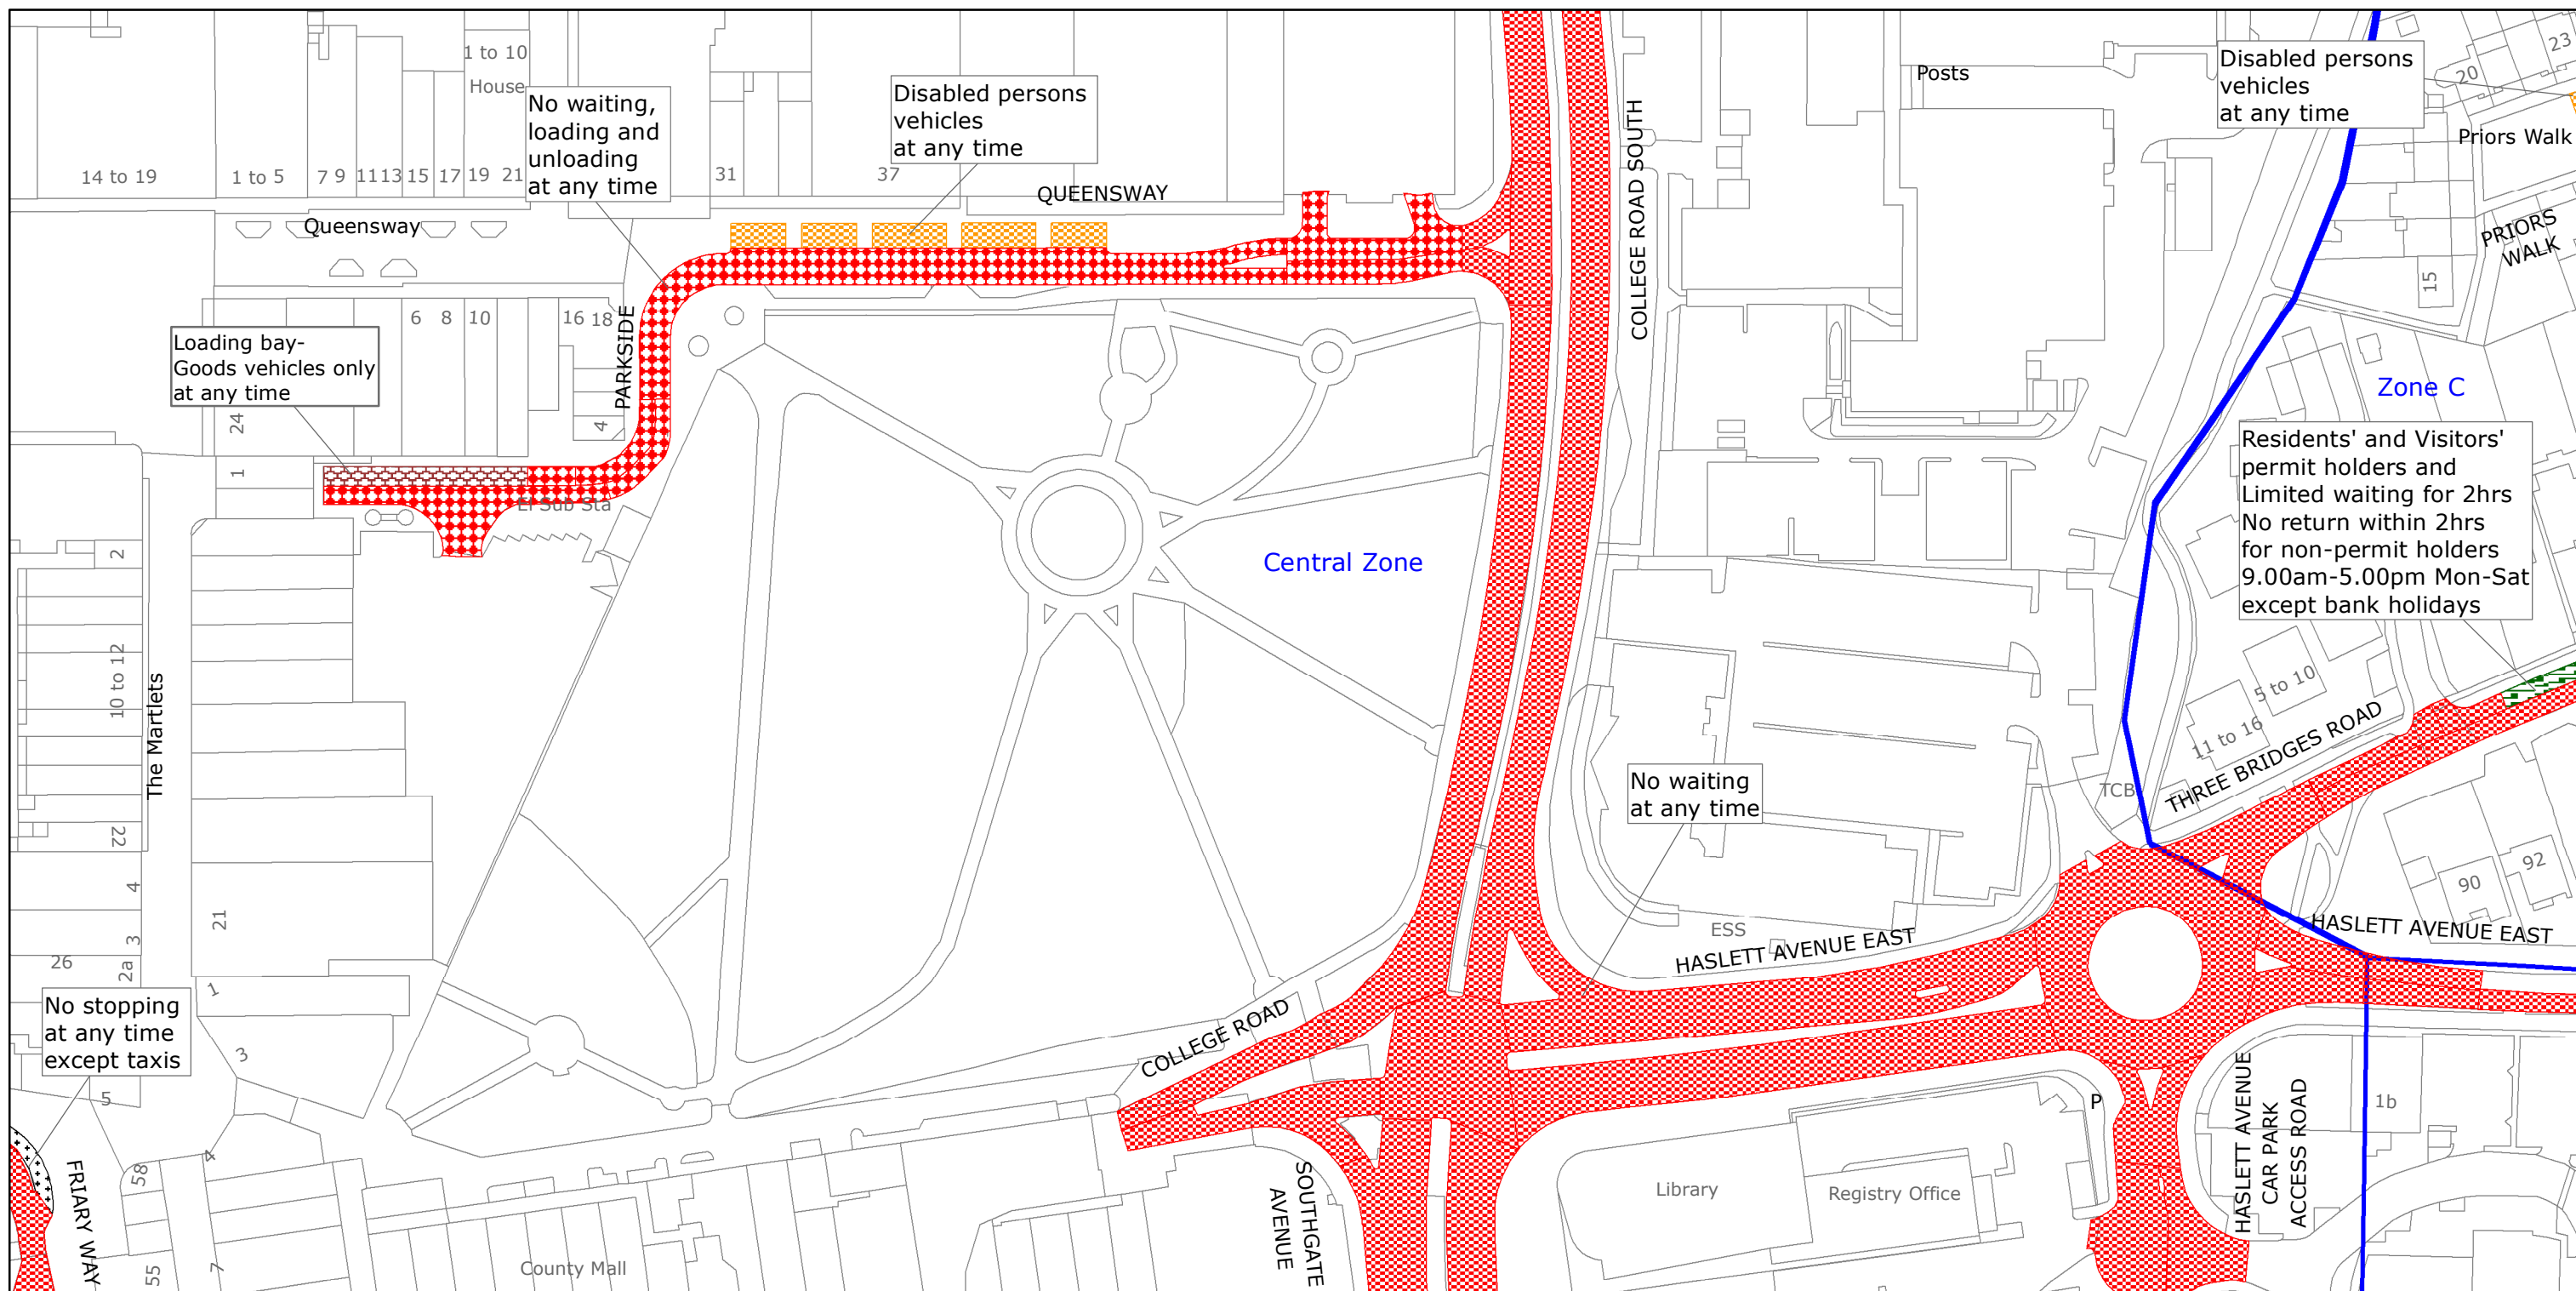 1 to 10
House
No waiting,
loading and
unloading
at any time
Disabled persons
vehicles
at any time
Posts
Disabled persons
vehicles
at any time
20
23
Priors Walk
14 to 19
1 to 5
7
9
11
13
15
17
19
21
31
37
QUEENSWAY
Queensway
COLLEGE ROAD SOUTH
PRIORS
WALK
15
6
8
10
16
18
PARKSIDE
Loading bay-
Goods vehicles only
at any time
24
4
1
El Sub Sta
Zone C
Residents' and Visitors'
permit holders and
Limited waiting for 2hrs
No return within 2hrs
for non-permit holders
9.00am-5.00pm Mon-Sat
except bank holidays
Central Zone
2
10 to 12
The Martlets
22
4
3
2a
26
21
1
3
5 to 10
11 to 16
THREE BRIDGES ROAD
TCB
No waiting
at any time
90
92
ESS
HASLETT AVENUE EAST
HASLETT AVENUE EAST
No stopping
at any time
except taxis
5
COLLEGE ROAD
P
HASLETT AVENUE
CAR PARK
ACCESS ROAD
1b
58
4
FRIARY WAY
55
7
County Mall
SOUTHGATE
AVENUE
Library
Registry Office